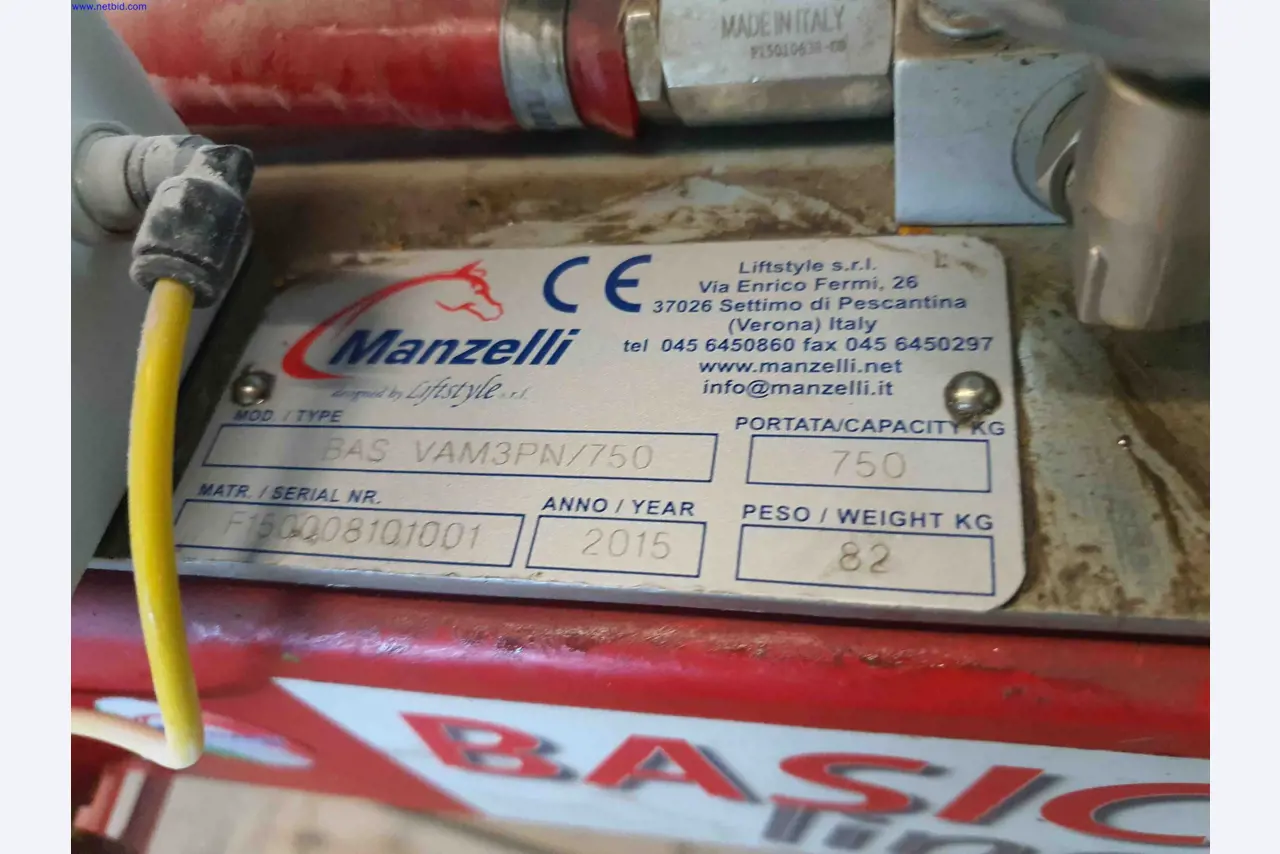 www.netbid.com
MADE IN ITALY
CE
Liftstyle s.r.l.
Via Enrico Fermi, 26
37026 Settimo di Pescantina
(Verona) Italy
tel 045 6450860 fax 045 6450297
www.manzelli.net
info@manzelli.it
Manzelli
designed by Liftstyle s.r.l.
MOD. / TYPE
BAS VAM3PN/750
PORTATA/CAPACITY KG
750
MATR. / SERIAL NR.
F150008101001
ANNO / YEAR
2015
PESO / WEIGHT KG
82
BASIC